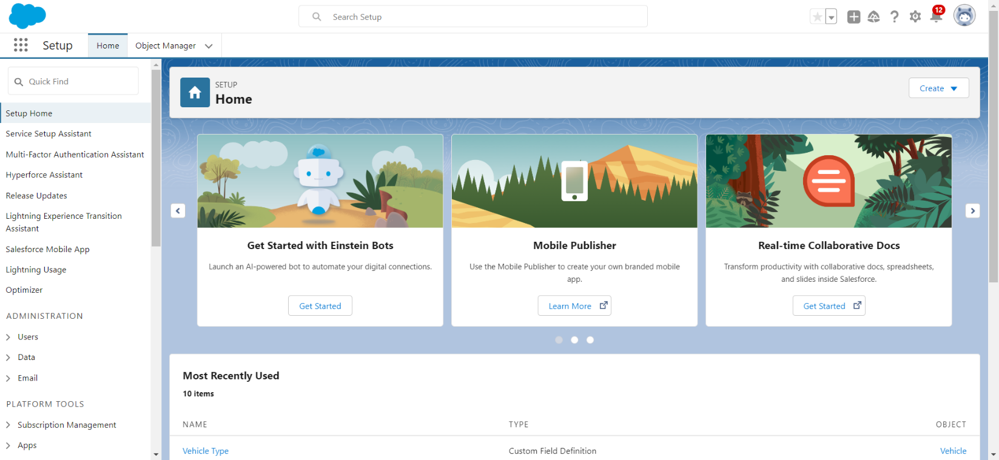 Search Setup
12
Setup
Home
Object Manager
Quick Find
Setup Home
Service Setup Assistant
Multi-Factor Authentication Assistant
Hyperforce Assistant
Release Updates
Lightning Experience Transition
Assistant
Salesforce Mobile App
Lightning Usage
Optimizer
ADMINISTRATION
Users
Data
Email
PLATFORM TOOLS
Subscription Management
Apps
SETUP
Home
Create
Get Started with Einstein Bots
Launch an AI-powered bot to automate your digital connections.
Get Started
Mobile Publisher
Use the Mobile Publisher to create your own branded mobile
app.
Learn More
Real-time Collaborative Docs
Transform productivity with collaborative docs, spreadsheets,
and slides inside Salesforce.
Get Started
Most Recently Used
10 items
NAME TYPE OBJECT
Vehicle Type Custom Field Definition Vehicle